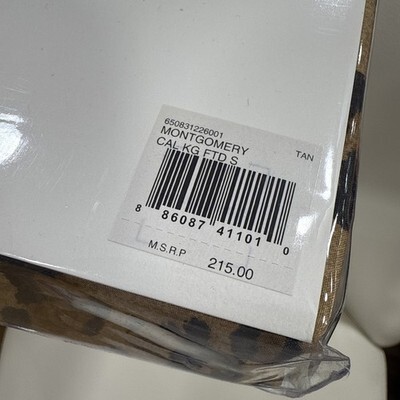 650831226001
MONTGOMERY TAN
CAL KG FTD S
8 86087 41101 0
M.S.R.P 215.00